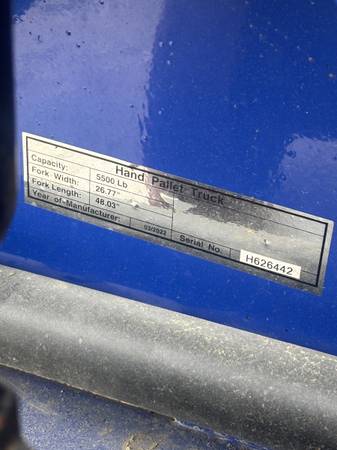 Hand Pallet Truck
Capacity: 5500 Lb
Fork Width: 26.77"
Fork Length: 48.03"
Year of Manufacturer: 03/2022 Serial No. H626442